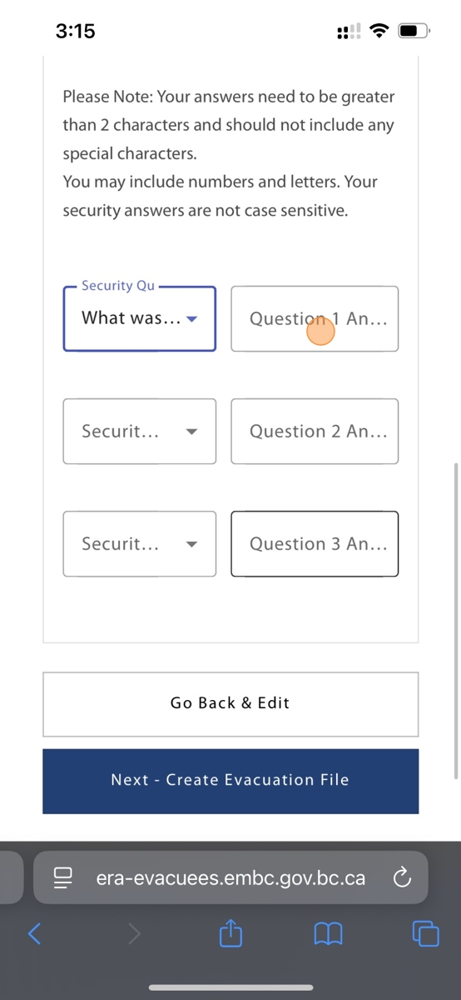 3:15
Please Note: Your answers need to be greater
than 2 characters and should not include any
special characters.
You may include numbers and letters. Your
security answers are not case sensitive.
Security Qu
What was...
Question 1 An...
Securit...
Question 2 An...
Securit...
Question 3 An...
Go Back & Edit
Next - Create Evacuation File
era-evacuees.embc.gov.bc.ca